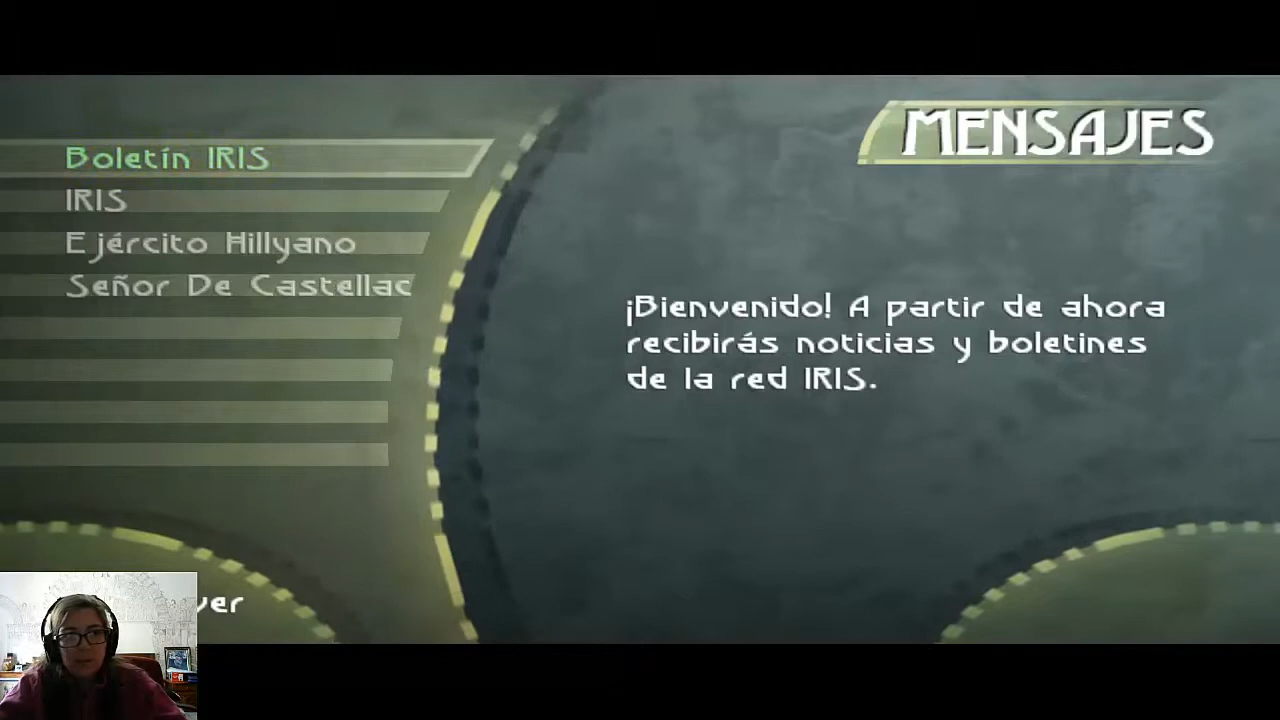 MENSAJES
Boletín IRIS
IRIS
Ejército Hillyano
Señor De Castellac
¡Bienvenido! A partir de ahora
recibirás noticias y boletines
de la red IRIS.